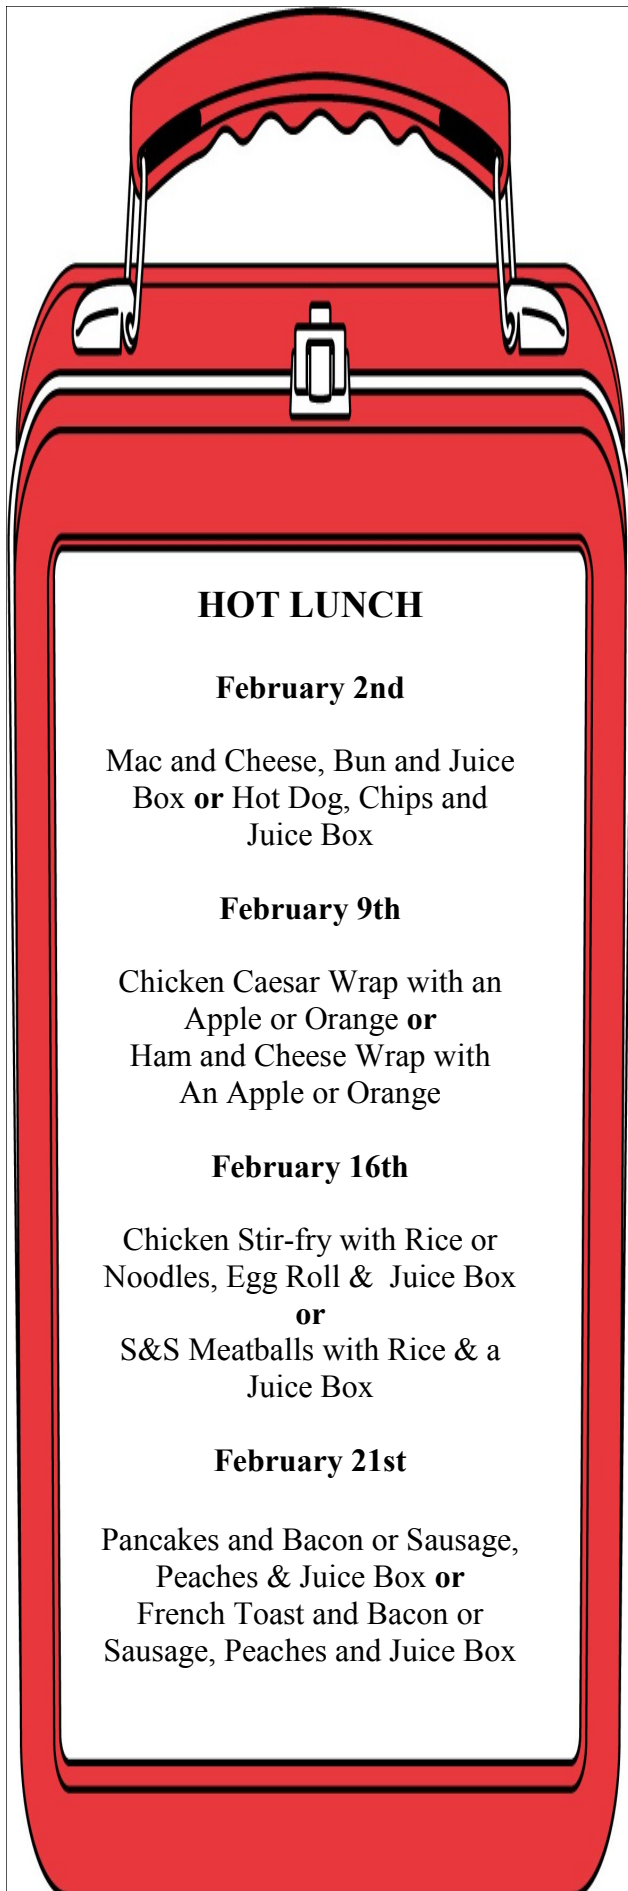 HOT LUNCH
February 2nd
Mac and Cheese, Bun and Juice
Box or Hot Dog, Chips and
Juice Box
February 9th
Chicken Caesar Wrap with an
Apple or Orange or
Ham and Cheese Wrap with
An Apple or Orange
February 16th
Chicken Stir-fry with Rice or
Noodles, Egg Roll &  Juice Box
or
S&S Meatballs with Rice & a
Juice Box
February 21st
Pancakes and Bacon or Sausage,
Peaches & Juice Box or
French Toast and Bacon or
Sausage, Peaches and Juice Box